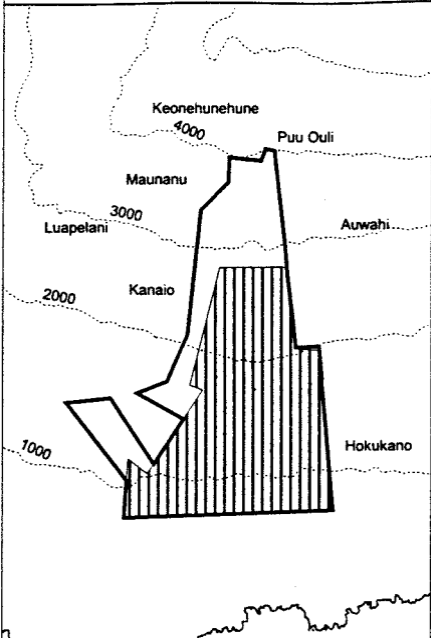 Keonehunehune
4000
Puu Ouli
Maunanu
3000
Luapelani
Auwahi
Kanaio
2000
1000
Hokukano